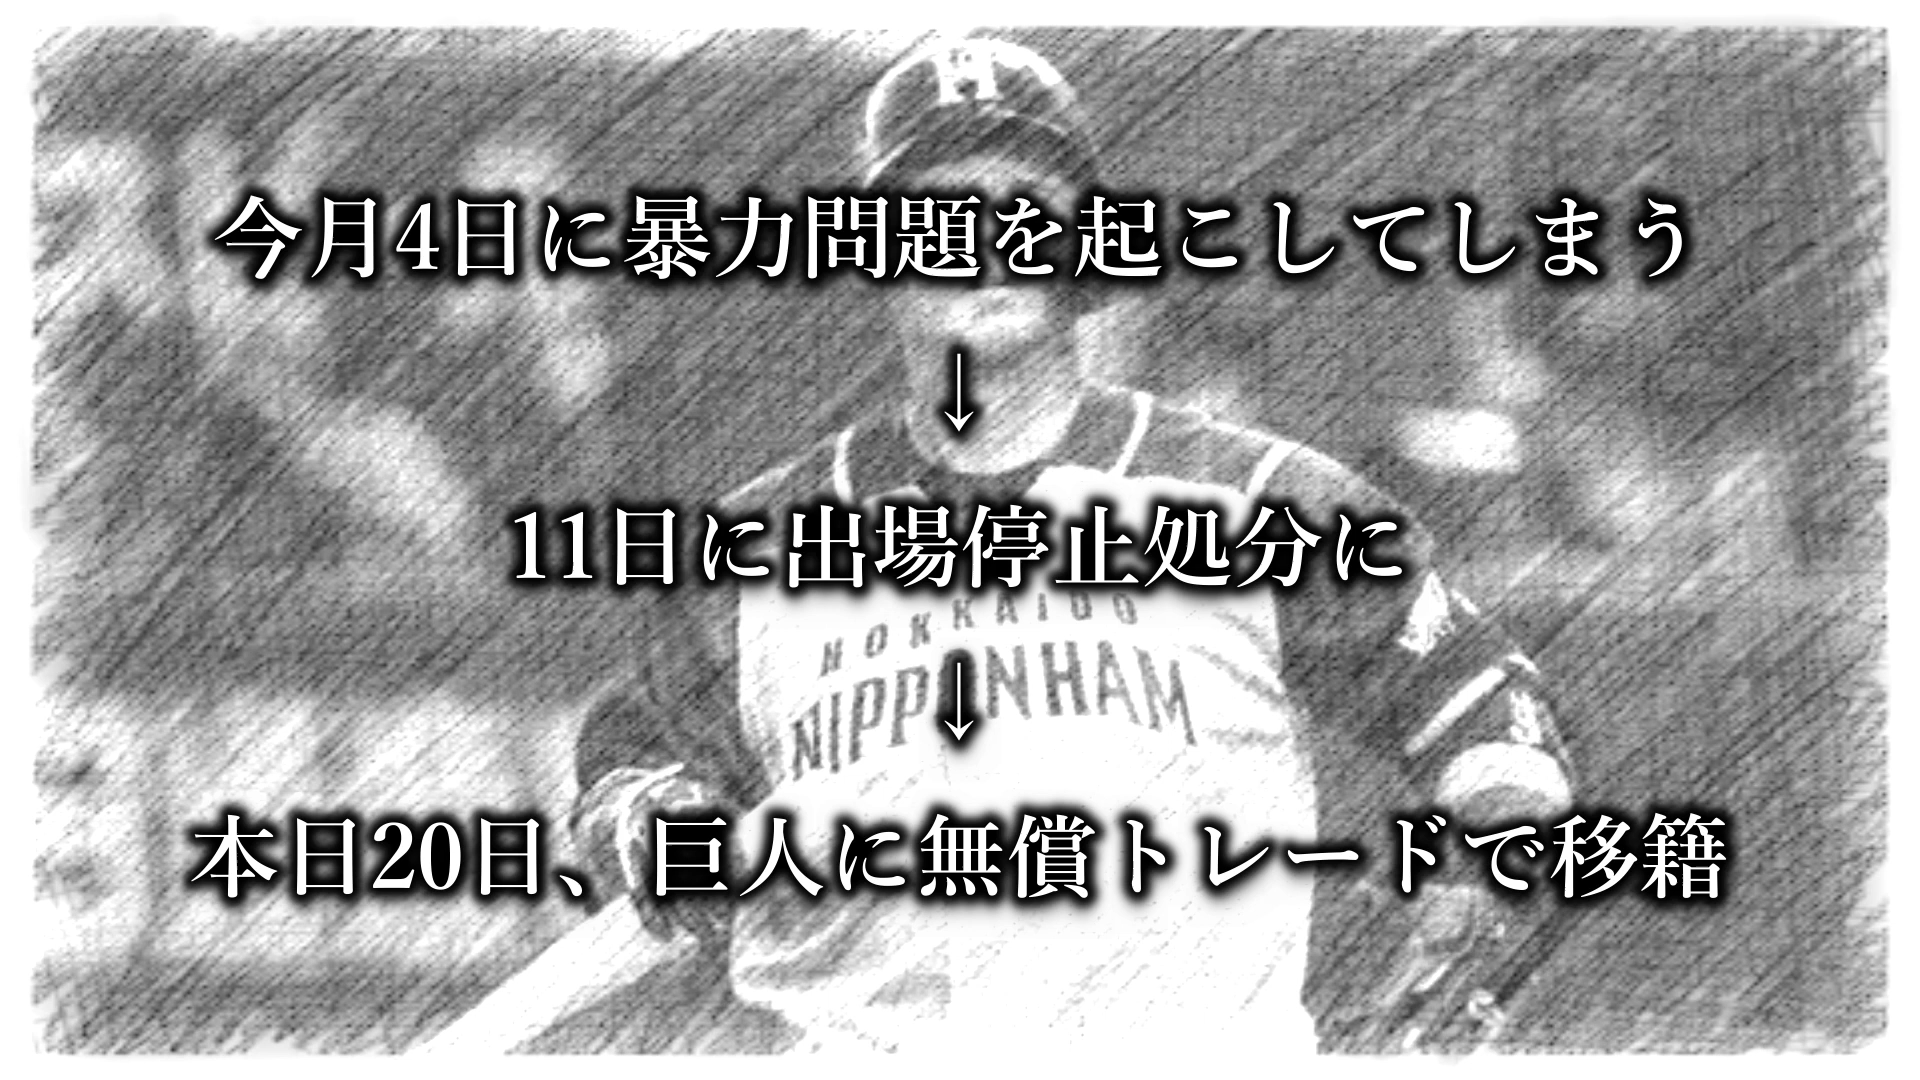 H
今月4日に暴力問題を起こしてしまう
↓
11日に出場停止処分に
HOKKAIDO
↓
NIPPONHAM
本日20日、巨人に無償トレードで移籍